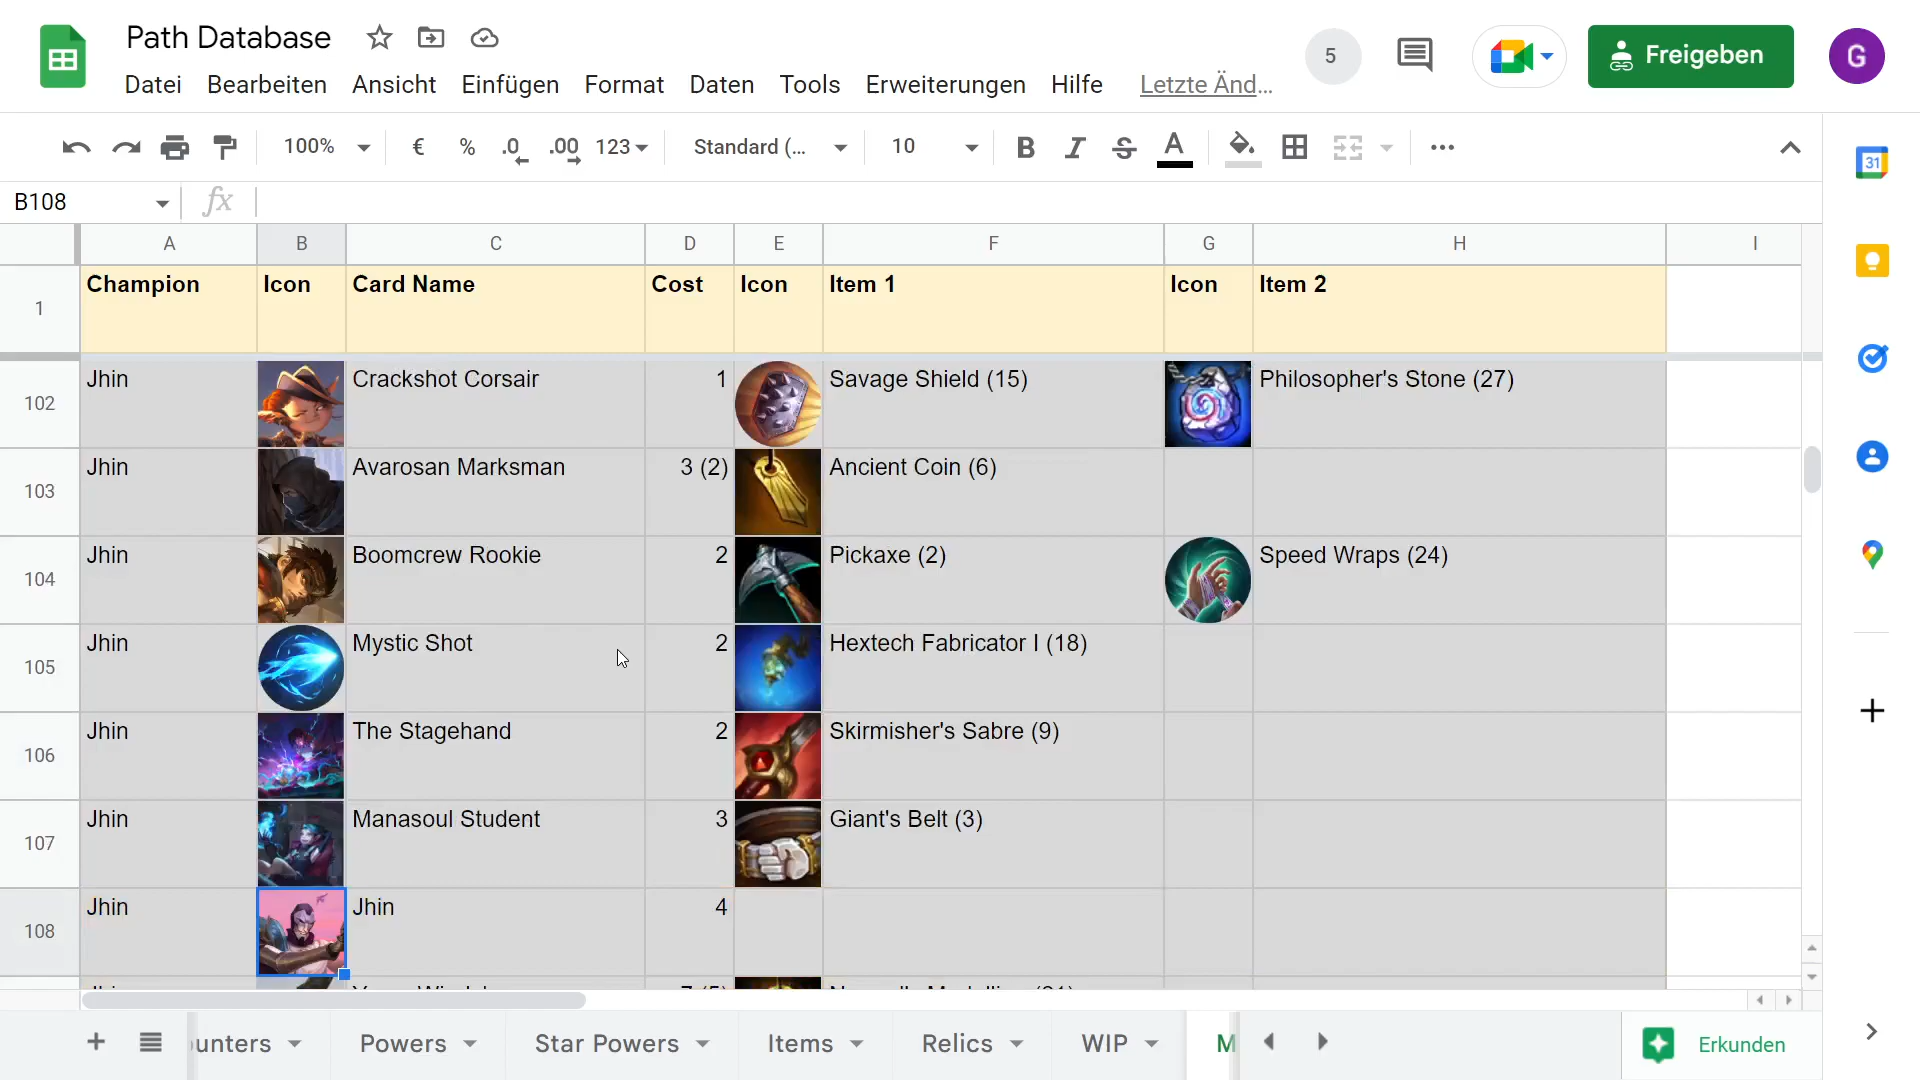 Path Database
5
Freigeben
G
Datei Bearbeiten Ansicht Einfügen Format Daten Tools Erweiterungen Hilfe Letzte Änd…
100% € % .0 .00 123 Standard (... 10 B I S A
B108 fx
31
A B C D E F G H I
1 Champion Icon Card Name Cost Icon Item 1 Icon Item 2
102 Jhin Crackshot Corsair 1 Savage Shield (15) Philosopher's Stone (27)
103 Jhin Avarosan Marksman 3 (2) Ancient Coin (6)
104 Jhin Boomcrew Rookie 2 Pickaxe (2) Speed Wraps (24)
105 Jhin Mystic Shot 2 Hextech Fabricator I (18)
106 Jhin The Stagehand 2 Skirmisher's Sabre (9)
107 Jhin Manasoul Student 3 Giant's Belt (3)
108 Jhin Jhin 4
unters Powers Star Powers Items Relics WIP M Erkunden